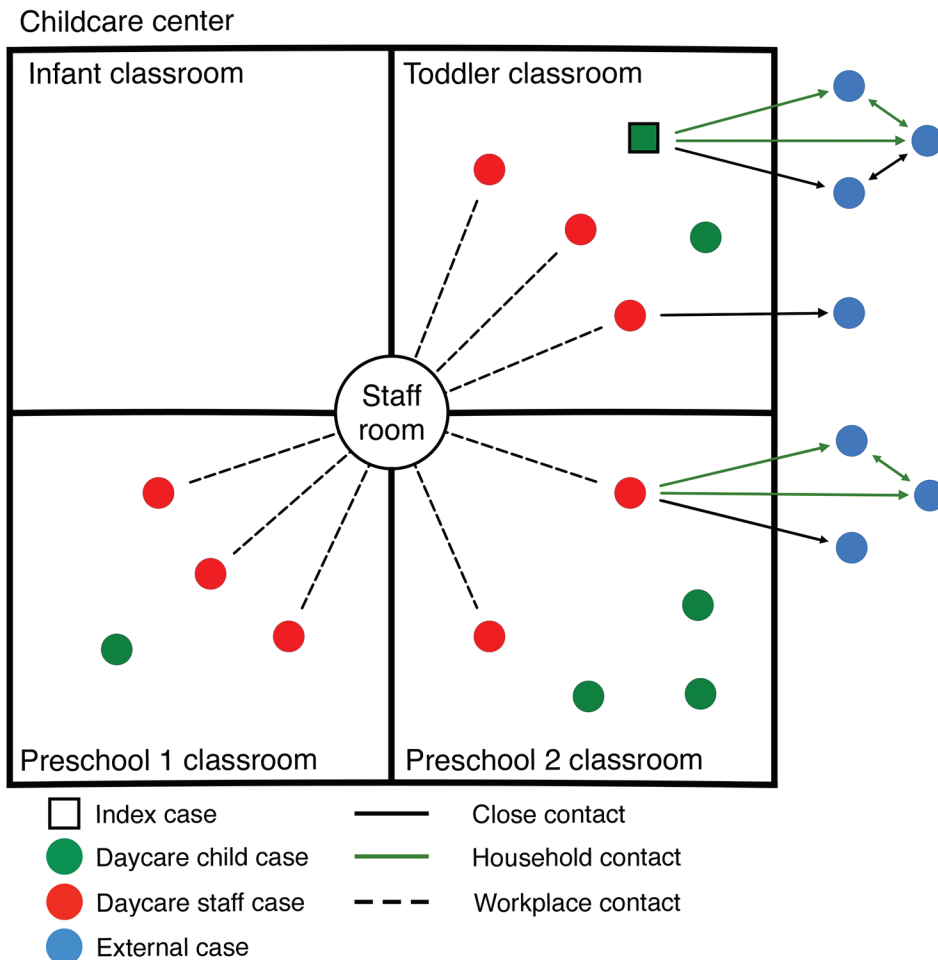 Childcare center
Infant classroom
Toddler classroom
Staff
room
Preschool 1 classroom
Preschool 2 classroom
Index case
Close contact
Daycare child case
Household contact
Daycare staff case
Workplace contact
External case